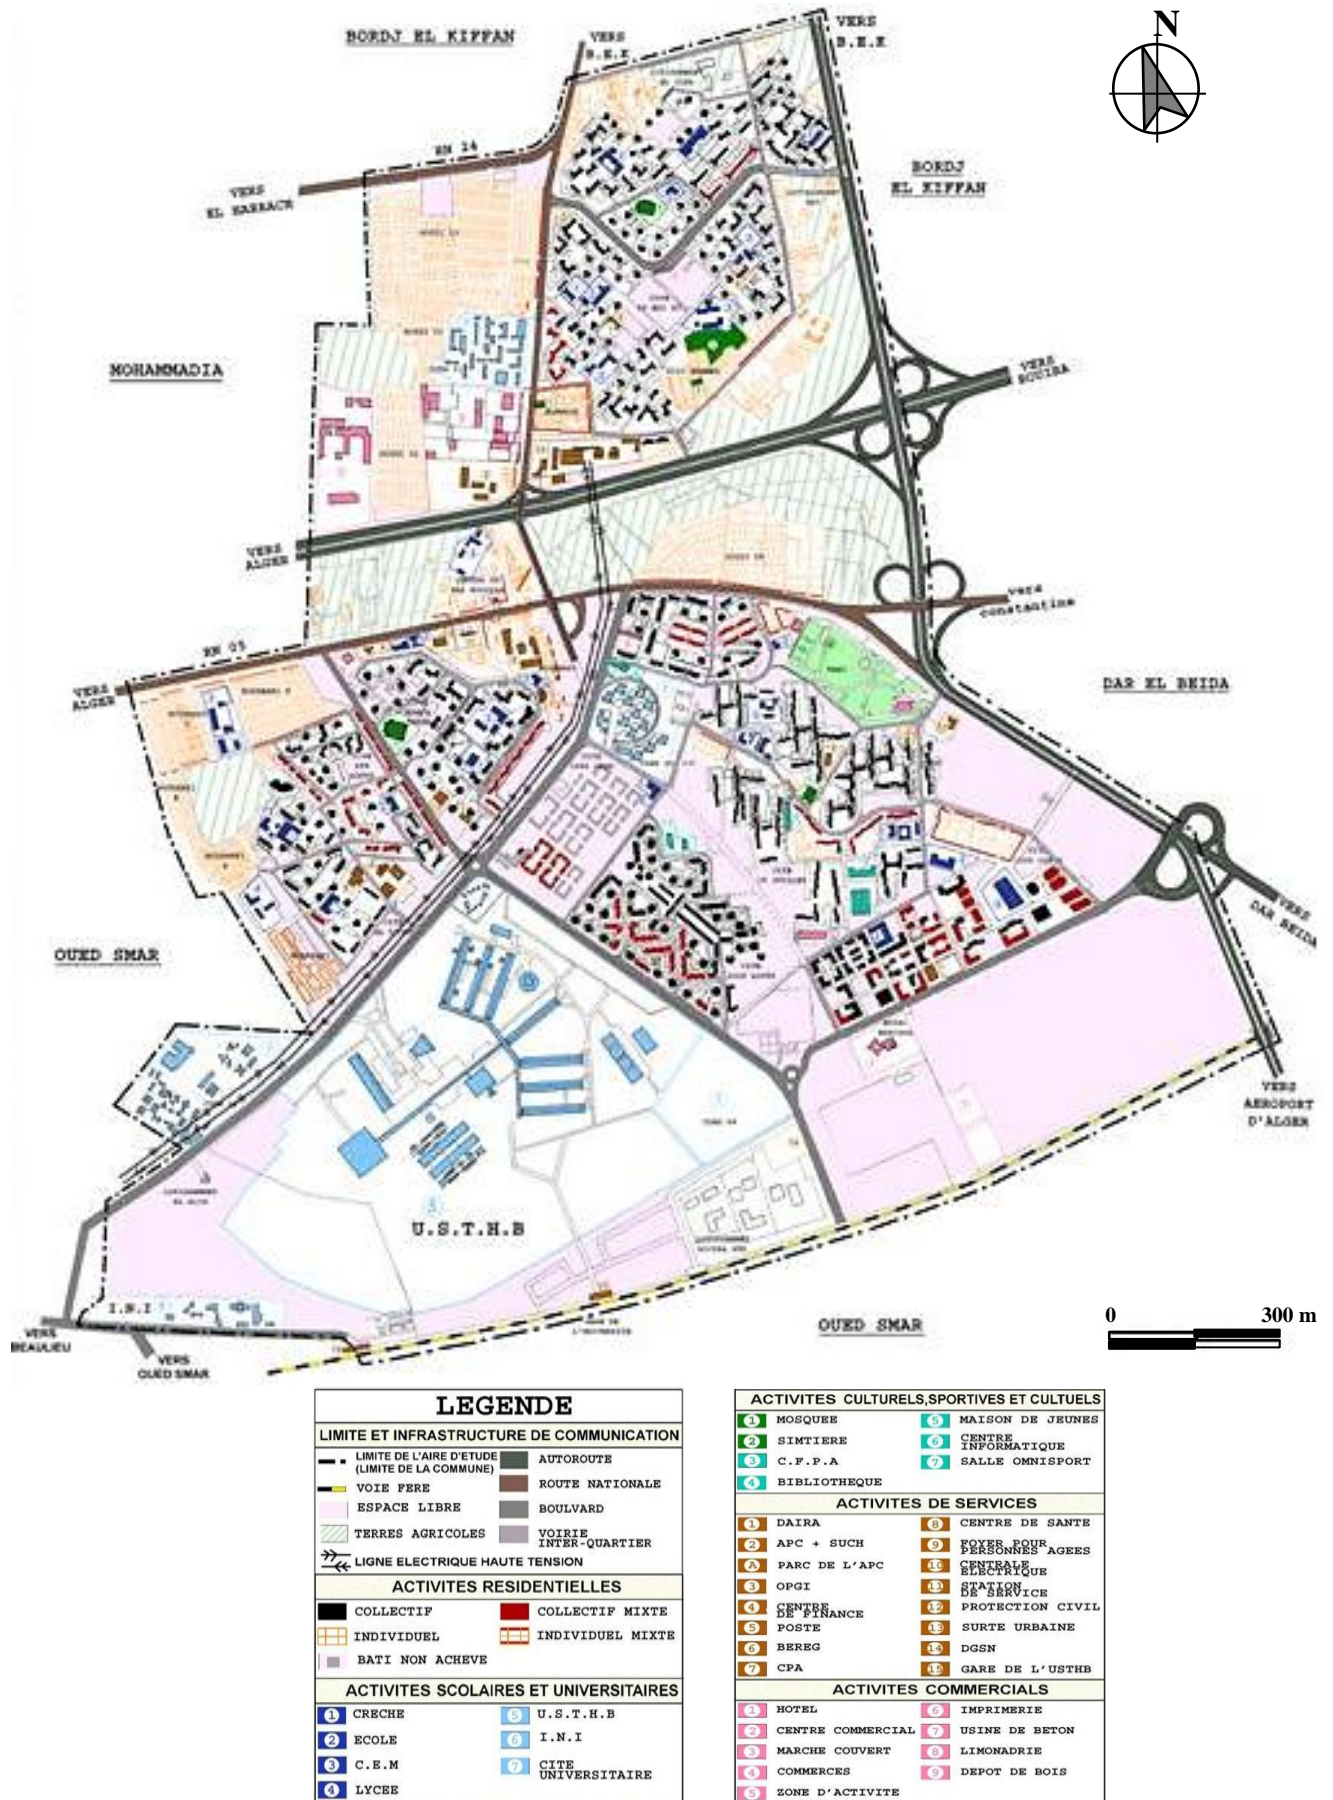 N
BORDJ EL KIFFAN
VERS
B.E.K
VERS
B.E.K
RN 24
VERS
EL HARRACH
BORDJ
EL KIFFAN
MOHAMMADIA
VERS
ROUIBA
VERS
ALGER
vers
constantine
RN 05
VERS
ALGER
DAR EL BEIDA
VERS
DAR BEIDA
OUED SMAR
VERS
AEROPORT
D'ALGER
U.S.T.H.B
I.N.I
VERS
BEAULIEU
VERS
OUED SMAR
OUED SMAR
0 300 m
LEGENDE
LIMITE ET INFRASTRUCTURE DE COMMUNICATION
LIMITE DE L'AIRE D'ETUDE
(LIMITE DE LA COMMUNE)
VOIE FERE
ESPACE LIBRE
TERRES AGRICOLES
LIGNE ELECTRIQUE HAUTE TENSION
AUTOROUTE
ROUTE NATIONALE
BOULVARD
VOIRIE
INTER-QUARTIER
ACTIVITES RESIDENTIELLES
COLLECTIF
COLLECTIF MIXTE
INDIVIDUEL
INDIVIDUEL MIXTE
BATI NON ACHEVE
ACTIVITES SCOLAIRES ET UNIVERSITAIRES
1 CRECHE
2 ECOLE
3 C.E.M
4 LYCEE
5 U.S.T.H.B
6 I.N.I
7 CITE
UNIVERSITAIRE
ACTIVITES CULTURELS,SPORTIVES ET CULTUELS
1 MOSQUEE
2 SIMTIERE
3 C.F.P.A
4 BIBLIOTHEQUE
5 MAISON DE JEUNES
6 CENTRE
INFORMATIQUE
7 SALLE OMNISPORT
ACTIVITES DE SERVICES
1 DAIRA
2 APC + SUCH
A PARC DE L'APC
3 OPGI
4 CENTRE
DE FINANCE
5 POSTE
6 BEREG
7 CPA
8 CENTRE DE SANTE
9 FOYER POUR
PERSONNES AGEES
10 CENTRALE
ELECTRIQUE
11 STATION
DE SERVICE
12 PROTECTION CIVIL
13 SURTE URBAINE
14 DGSN
15 GARE DE L'USTHB
ACTIVITES COMMERCIALS
1 HOTEL
2 CENTRE COMMERCIAL
3 MARCHE COUVERT
4 COMMERCES
5 ZONE D'ACTIVITE
6 IMPRIMERIE
7 USINE DE BETON
8 LIMONADRIE
9 DEPOT DE BOIS